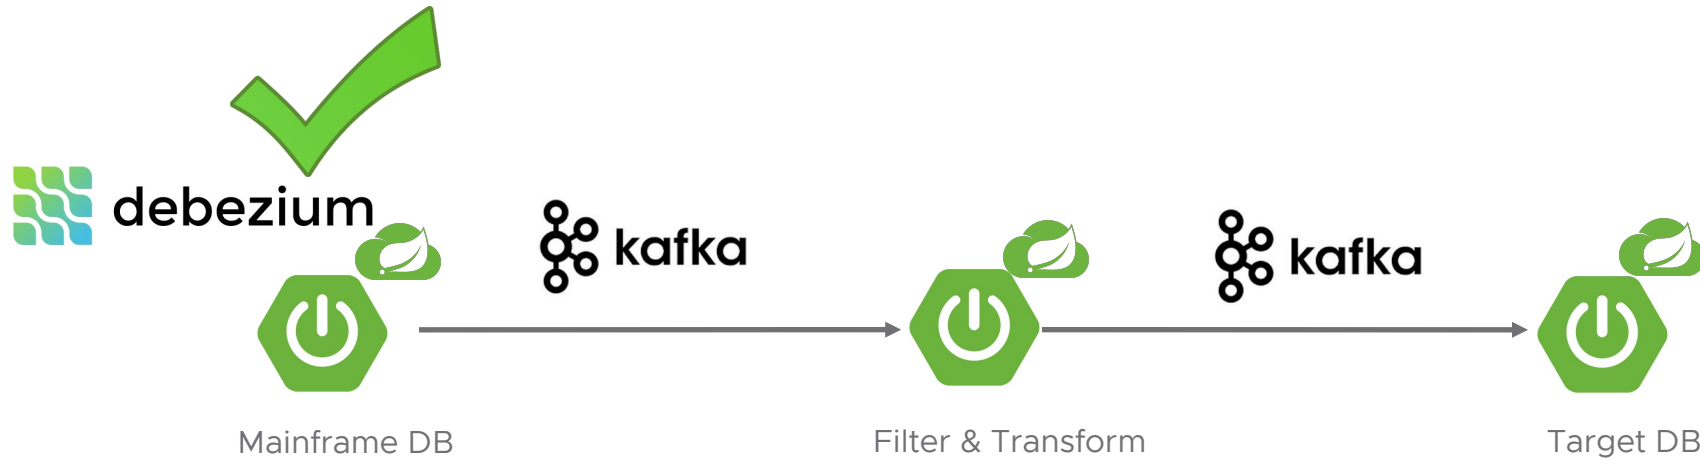 debezium
kafka
kafka
Mainframe DB
Filter & Transform
Target DB